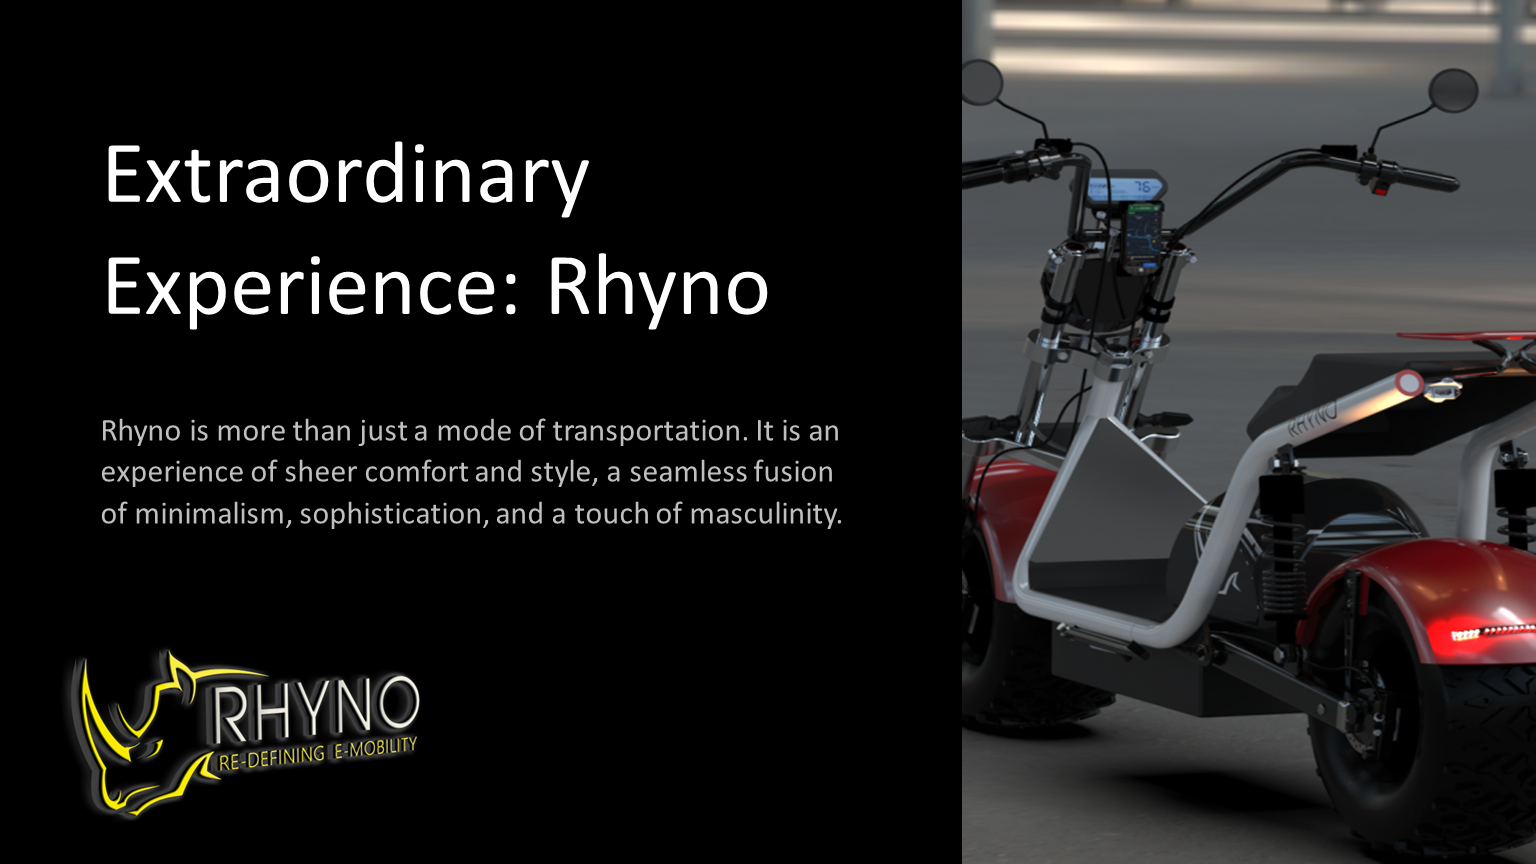 Extraordinary
Experience: Rhyno
Rhyno is more than just a mode of transportation. It is an
experience of sheer comfort and style, a seamless fusion
of minimalism, sophistication, and a touch of masculinity.
RHYNO
RE-DEFINING E-MOBILITY
76
RHYNO